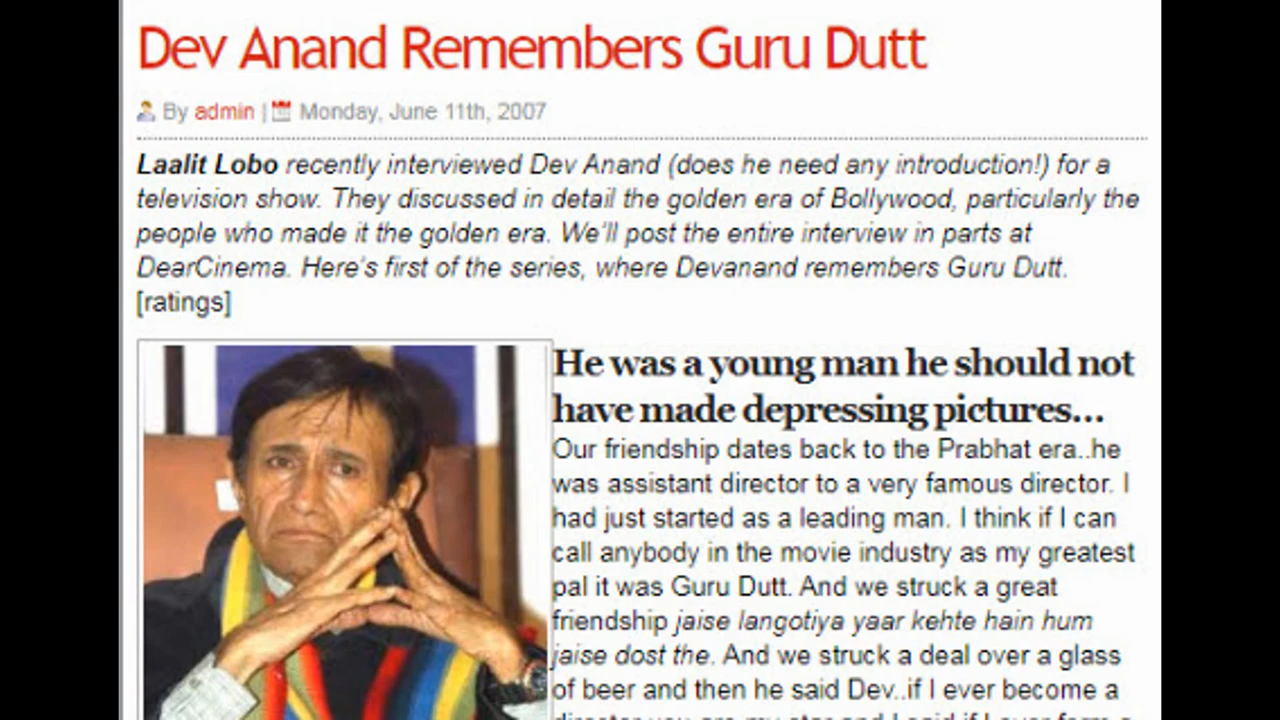 Dev Anand Remembers Guru Dutt
By admin | Monday, June 11th, 2007
Laalit Lobo recently interviewed Dev Anand (does he need any introduction!) for a
television show. They discussed in detail the golden era of Bollywood, particularly the
people who made it the golden era. We'll post the entire interview in parts at
DearCinema. Here's first of the series, where Devanand remembers Guru Dutt.
[ratings]
He was a young man he should not
have made depressing pictures...
Our friendship dates back to the Prabhat era..he
was assistant director to a very famous director. I
had just started as a leading man. I think if I can
call anybody in the movie industry as my greatest
pal it was Guru Dutt. And we struck a great
friendship jaise langotiya yaar kehte hain hum
jaise dost the. And we struck a deal over a glass
of beer and then he said Dev..if I ever become a